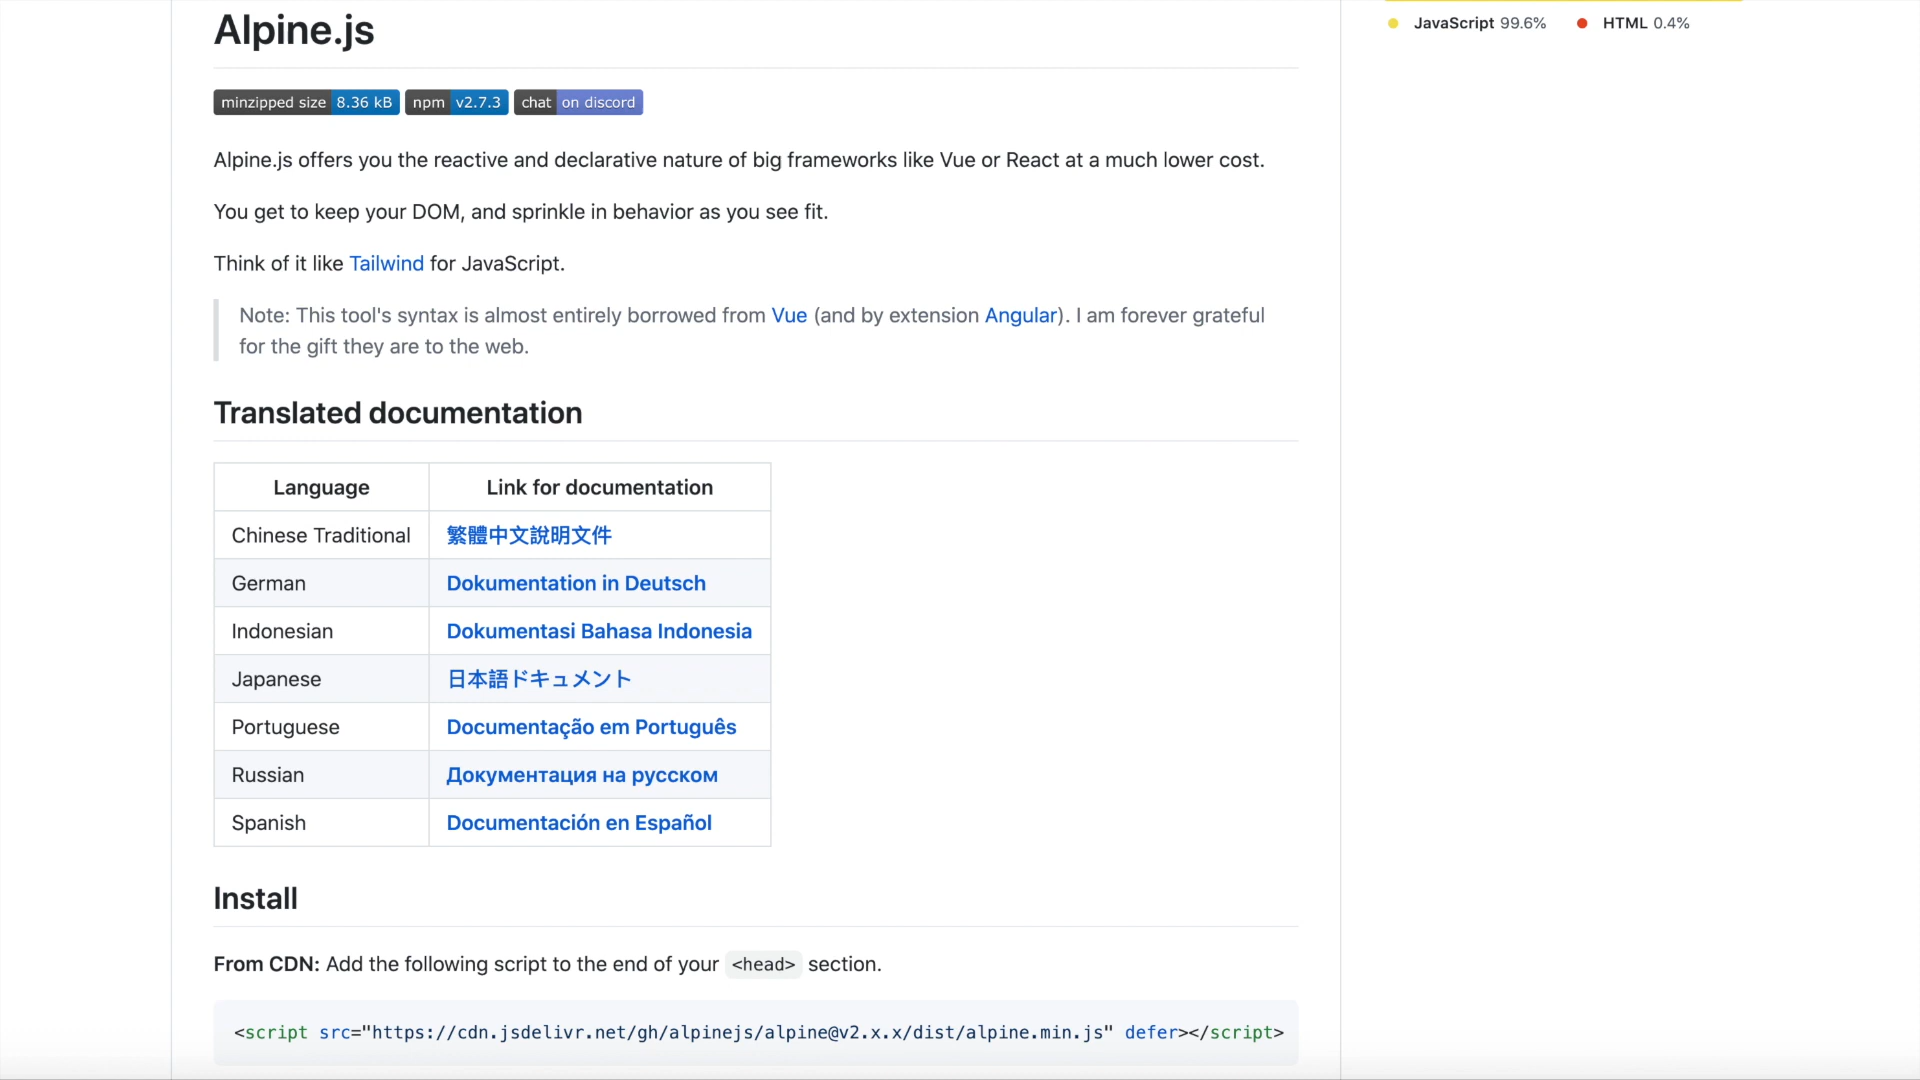 Alpine.js
JavaScript 99.6% HTML 0.4%
minzipped size 8.36 kB npm v2.7.3 chat on discord
Alpine.js offers you the reactive and declarative nature of big frameworks like Vue or React at a much lower cost.
You get to keep your DOM, and sprinkle in behavior as you see fit.
Think of it like Tailwind for JavaScript.
Note: This tool's syntax is almost entirely borrowed from Vue (and by extension Angular). I am forever grateful
for the gift they are to the web.
Translated documentation
Language Link for documentation
Chinese Traditional 繁體中文說明文件
German Dokumentation in Deutsch
Indonesian Dokumentasi Bahasa Indonesia
Japanese 日本語ドキュメント
Portuguese Documentação em Português
Russian Документация на русском
Spanish Documentación en Español
Install
From CDN: Add the following script to the end of your <head> section.
<script src="https://cdn.jsdelivr.net/gh/alpinejs/alpine@v2.x.x/dist/alpine.min.js" defer></script>